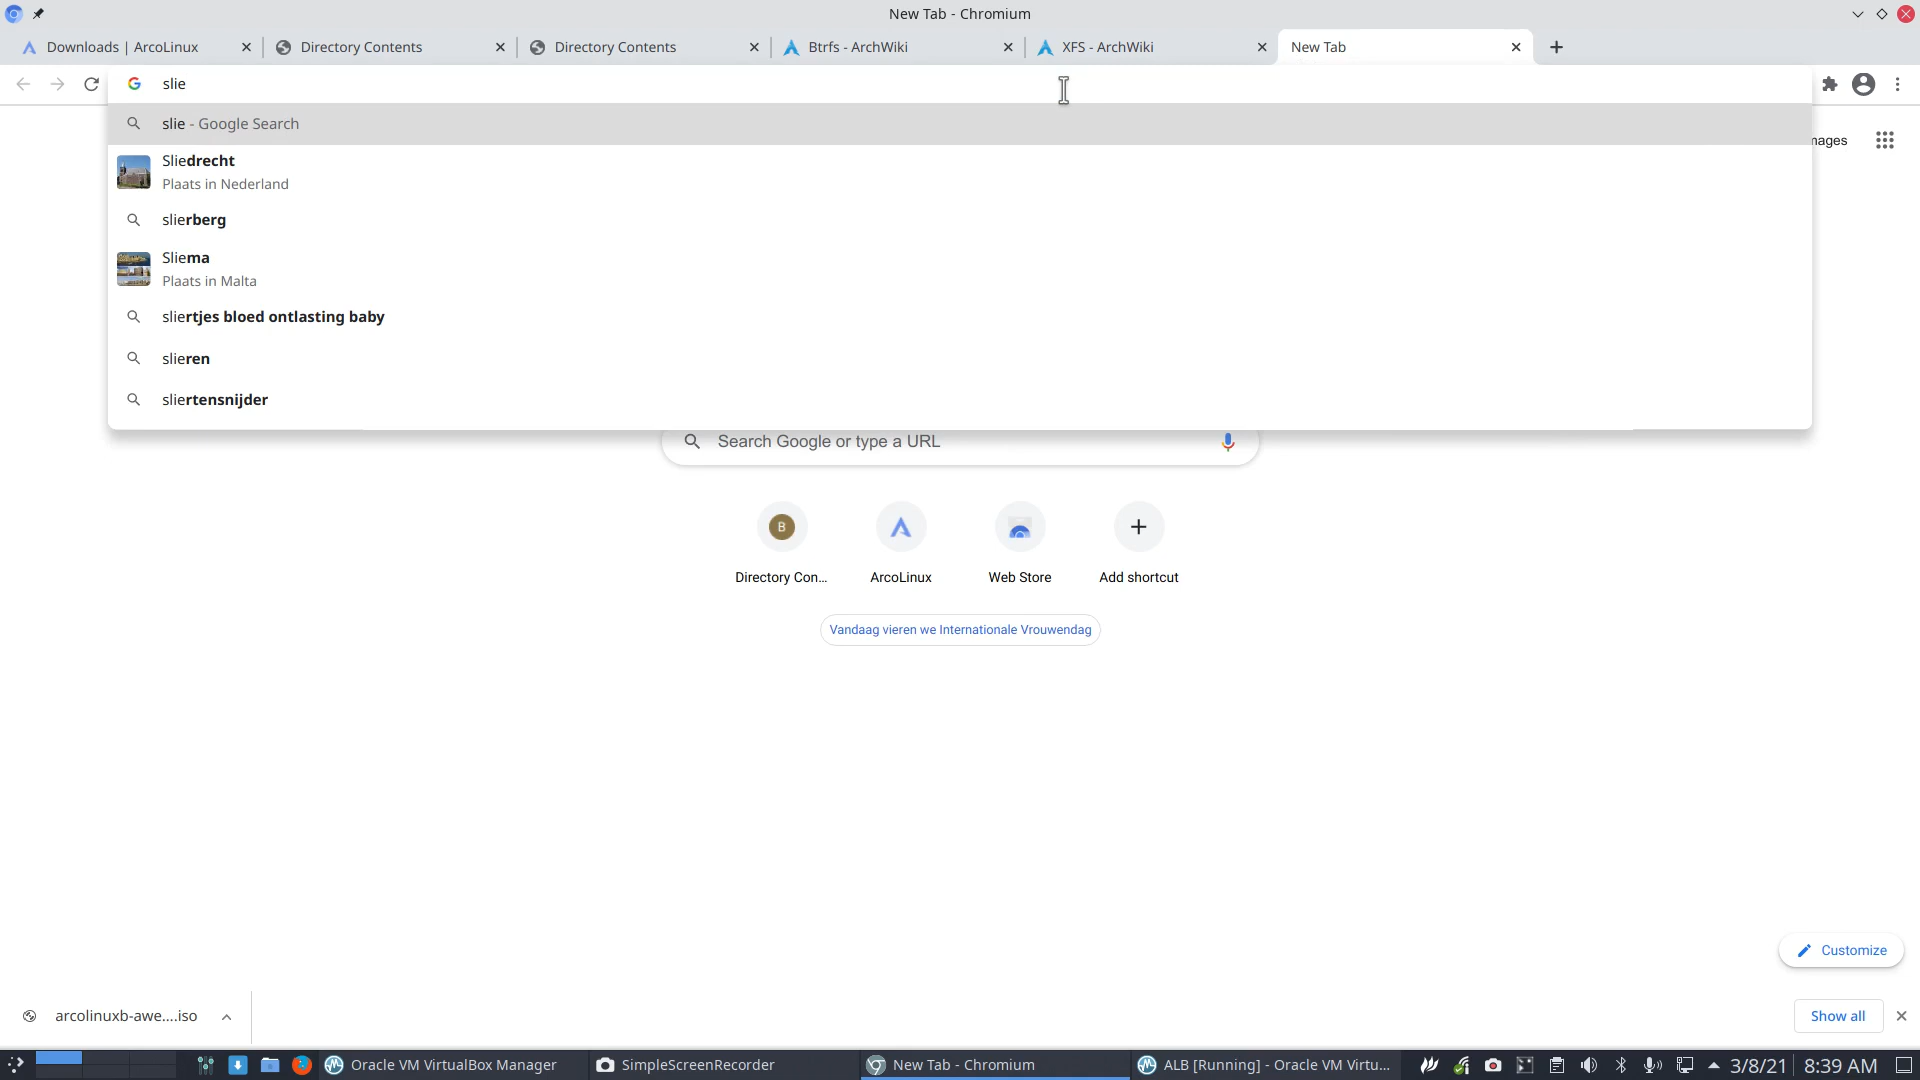 New Tab - Chromium
Downloads | ArcoLinux
Directory Contents
Directory Contents
Btrfs - ArchWiki
XFS - ArchWiki
New Tab
slie
slie - Google Search
mages
Sliedrecht
Plaats in Nederland
slierberg
Sliema
Plaats in Malta
sliertjes bloed ontlasting baby
slieren
sliertensnijder
Search Google or type a URL
B
Directory Con...
ArcoLinux
Web Store
Add shortcut
Vandaag vieren we Internationale Vrouwendag
Customize
arcolinuxb-awe....iso
Show all
Oracle VM VirtualBox Manager
SimpleScreenRecorder
New Tab - Chromium
ALB [Running] - Oracle VM Virtu...
3/8/21
8:39 AM